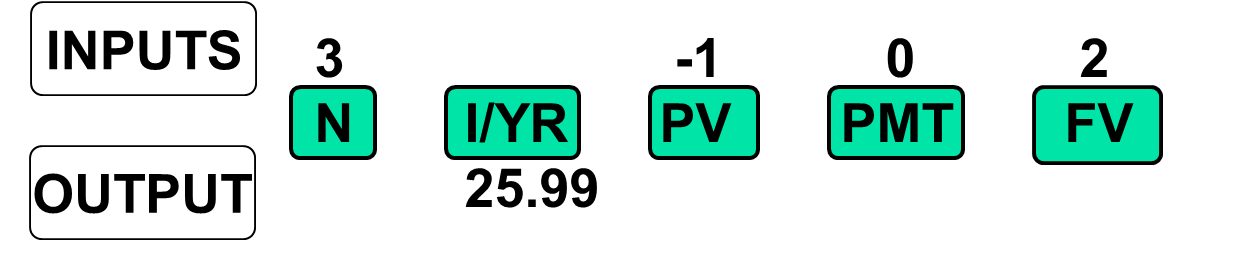 INPUTS
3 -1 0 2
N I/YR PV PMT FV
OUTPUT
25.99